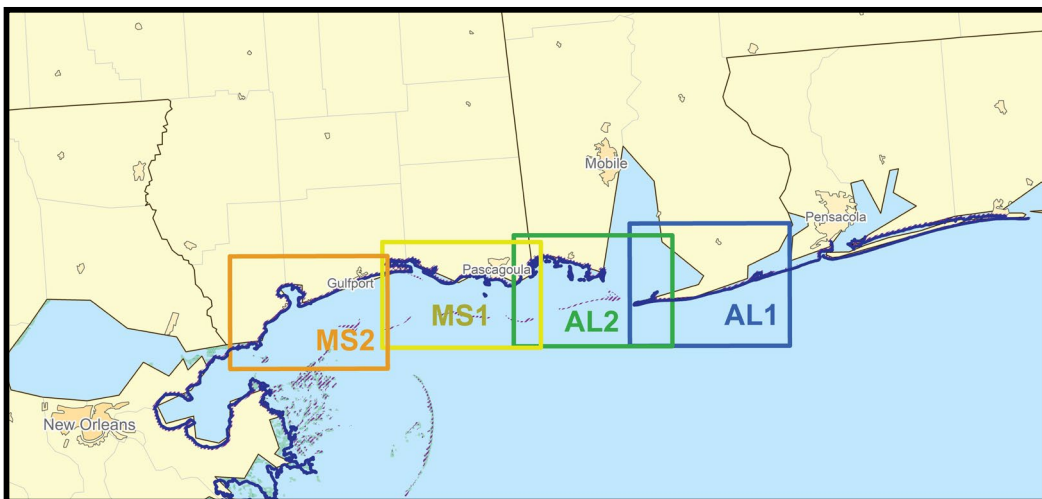 Mobile
Pensacola
Pascagoula
Gulfport
MS2
MS1
AL2
AL1
New Orleans